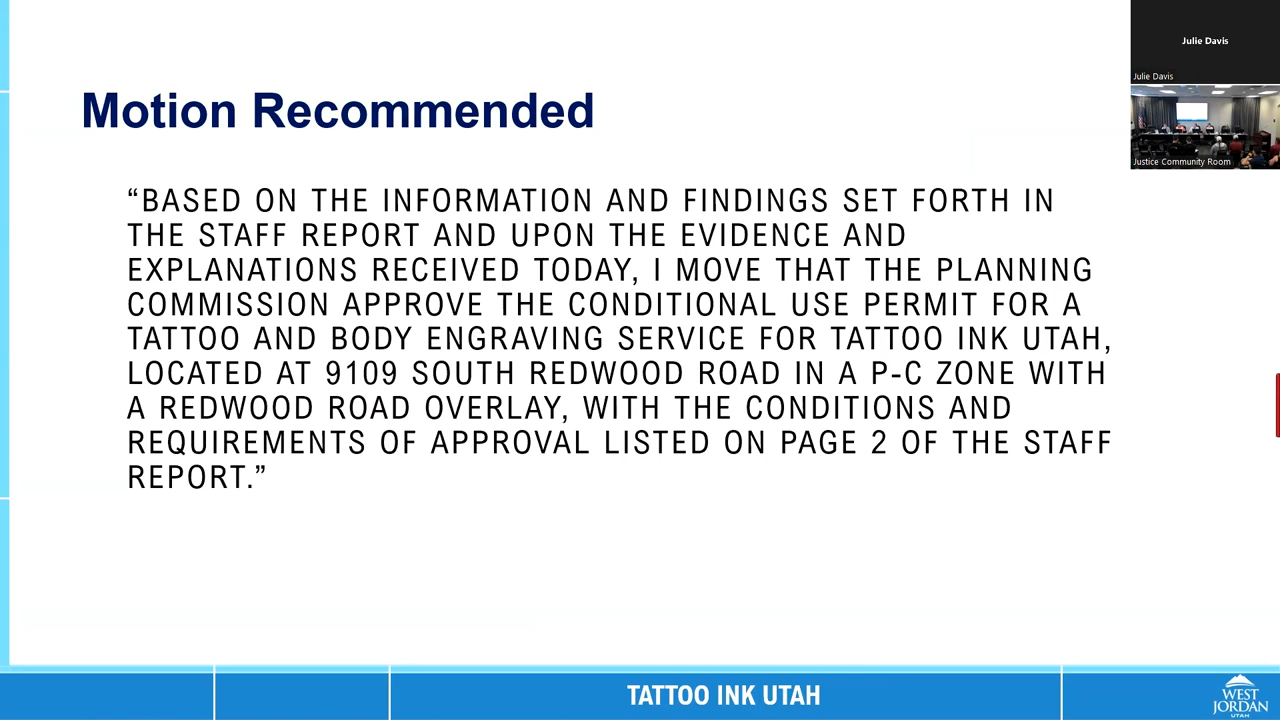 Julie Davis
Julie Davis
Justice Community Room
Motion Recommended
“BASED ON THE INFORMATION AND FINDINGS SET FORTH IN
THE STAFF REPORT AND UPON THE EVIDENCE AND
EXPLANATIONS RECEIVED TODAY, I MOVE THAT THE PLANNING
COMMISSION APPROVE THE CONDITIONAL USE PERMIT FOR A
TATTOO AND BODY ENGRAVING SERVICE FOR TATTOO INK UTAH,
LOCATED AT 9109 SOUTH REDWOOD ROAD IN A P-C ZONE WITH
A REDWOOD ROAD OVERLAY, WITH THE CONDITIONS AND
REQUIREMENTS OF APPROVAL LISTED ON PAGE 2 OF THE STAFF
REPORT.”
TATTOO INK UTAH
WEST
JORDAN
UTAH